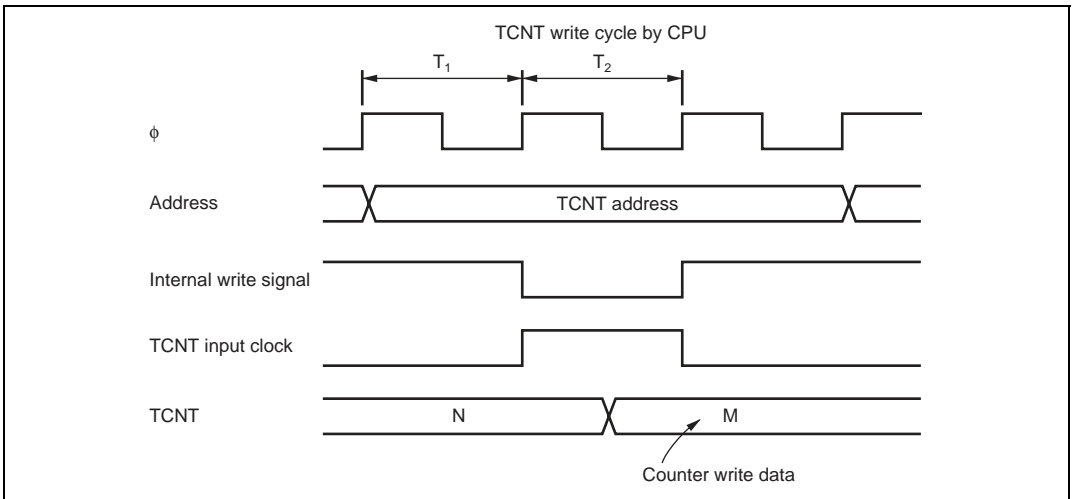 TCNT write cycle by CPU
T1 T2
φ
Address TCNT address
Internal write signal
TCNT input clock
TCNT N M
Counter write data